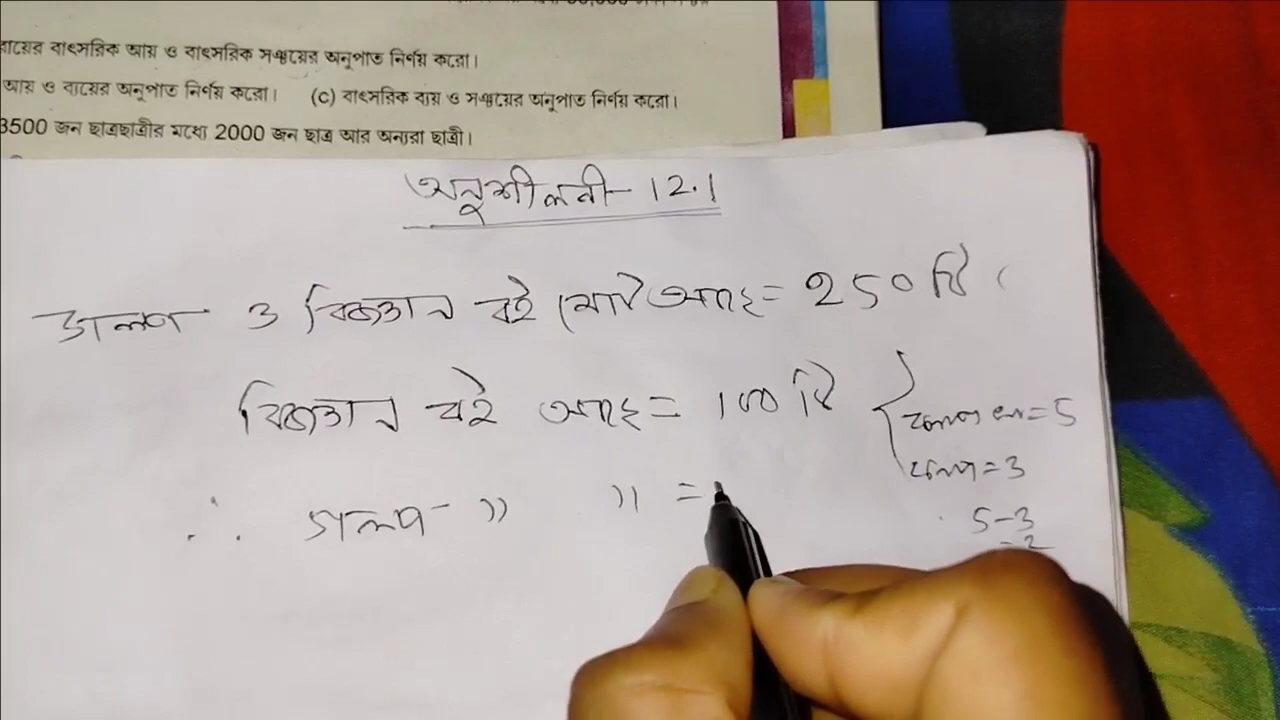 বায়ের বাৎসরিক আয় ও বাৎসরিক সঞ্চয়ের অনুপাত নির্ণয় করো।
আয় ও ব্যয়ের অনুপাত নির্ণয় করো। (c) বাৎসরিক ব্যয় ও সঞ্চয়ের অনুপাত নির্ণয় করো।
3500 জন ছাত্রছাত্রীর মধ্যে 2000 জন ছাত্র আর অন্যরা ছাত্রী।
অনুশীলনী 12.1
গল্প ও বিজ্ঞান বই মোট আছে = 250 টি
বিজ্ঞান বই আছে = 100 টি
∴ গল্প " " =
= 5
= 3
5-3
=2